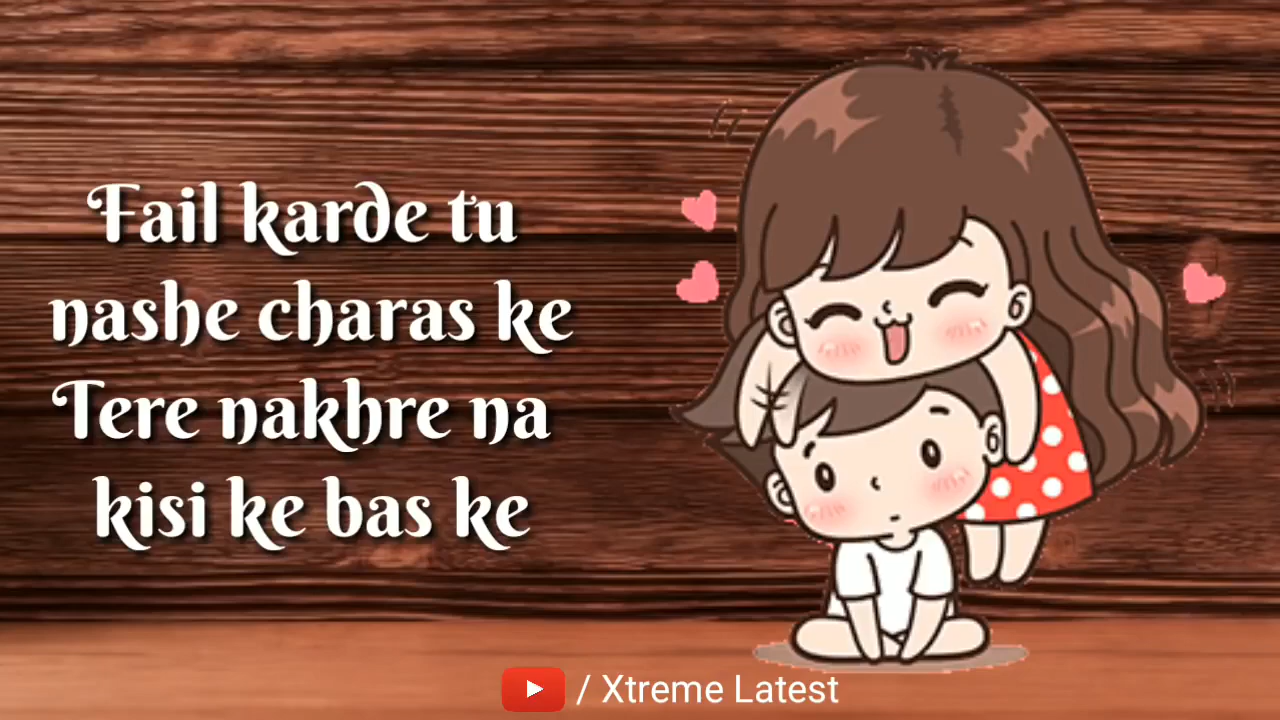 Fail karde tu
nashe charas ke
Tere nakhre na
kisi ke bas ke
/ Xtreme Latest